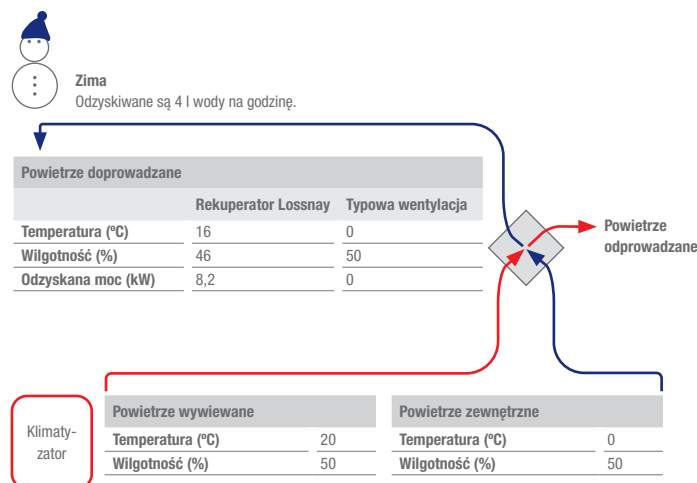 Zima
Odzyskiwane są 4 l wody na godzinę.
Powietrze doprowadzane
Rekuperator Lossnay Typowa wentylacja
Temperatura (ºC) 16 0
Wilgotność (%) 46 50
Odzyskana moc (kW) 8,2 0
Powietrze
odprowadzane
Klimaty-
zator
Powietrze wywiewane
Temperatura (ºC) 20
Wilgotność (%) 50
Powietrze zewnętrzne
Temperatura (ºC) 0
Wilgotność (%) 50